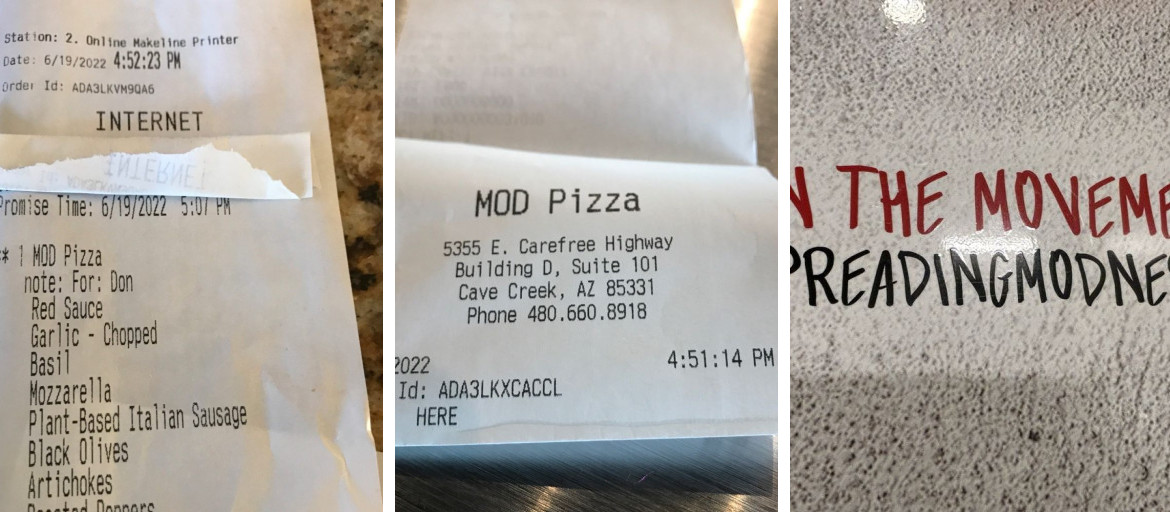 Station: 2. Online Makeline Printer
Date: 6/19/2022 4:52:23 PM
Order Id: ADA3LKVM9QA6
INTERNET
INTERNET
Promise Time: 6/19/2022 5:07 PM
** 1 MOD Pizza
note: For: Don
Red Sauce
Garlic - Chopped
Basil
Mozzarella
Plant-Based Italian Sausage
Black Olives
Artichokes
MOD Pizza
5355 E. Carefree Highway
Building D, Suite 101
Cave Creek, AZ 85331
Phone 480.660.8918
2022 4:51:14 PM
Id: ADA3LKXCACCL
HERE
N THE MOVEME
PREADINGMODNES